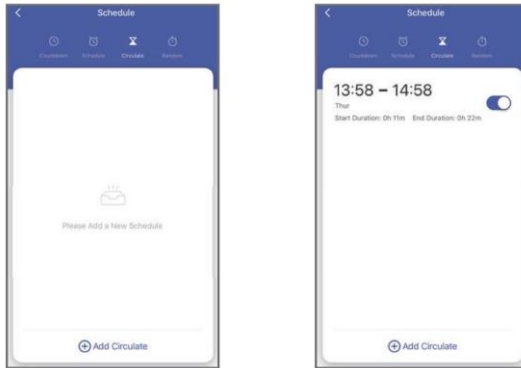 Schedule
Countdown Schedule Circulate Random
Please Add a New Schedule
Add Circulate
Schedule
Countdown Schedule Circulate Random
13:58 – 14:58
Thur
Start Duration: 0h 11m End Duration: 0h 22m
Add Circulate